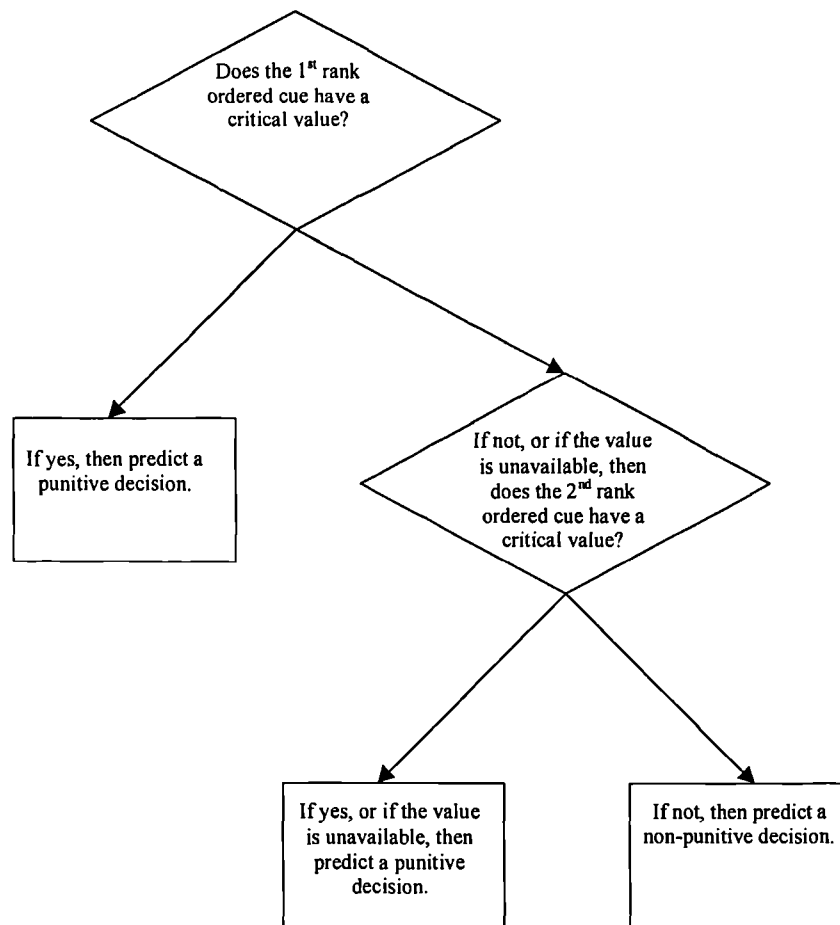 Does the 1st rank
ordered cue have a
critical value?
If yes, then predict a
punitive decision.
If not, or if the value
is unavailable, then
does the 2nd rank
ordered cue have a
critical value?
If yes, or if the value
is unavailable, then
predict a punitive
decision.
If not, then predict a
non-punitive decision.